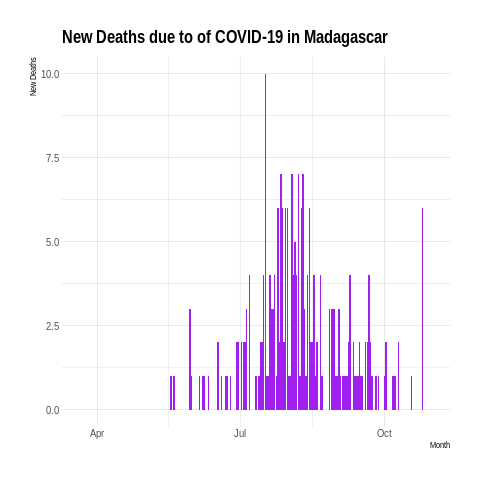 New Deaths due to of COVID-19 in Madagascar
New Deaths
10.0
7.5
5.0
2.5
0.0
Apr
Jul
Oct
Month